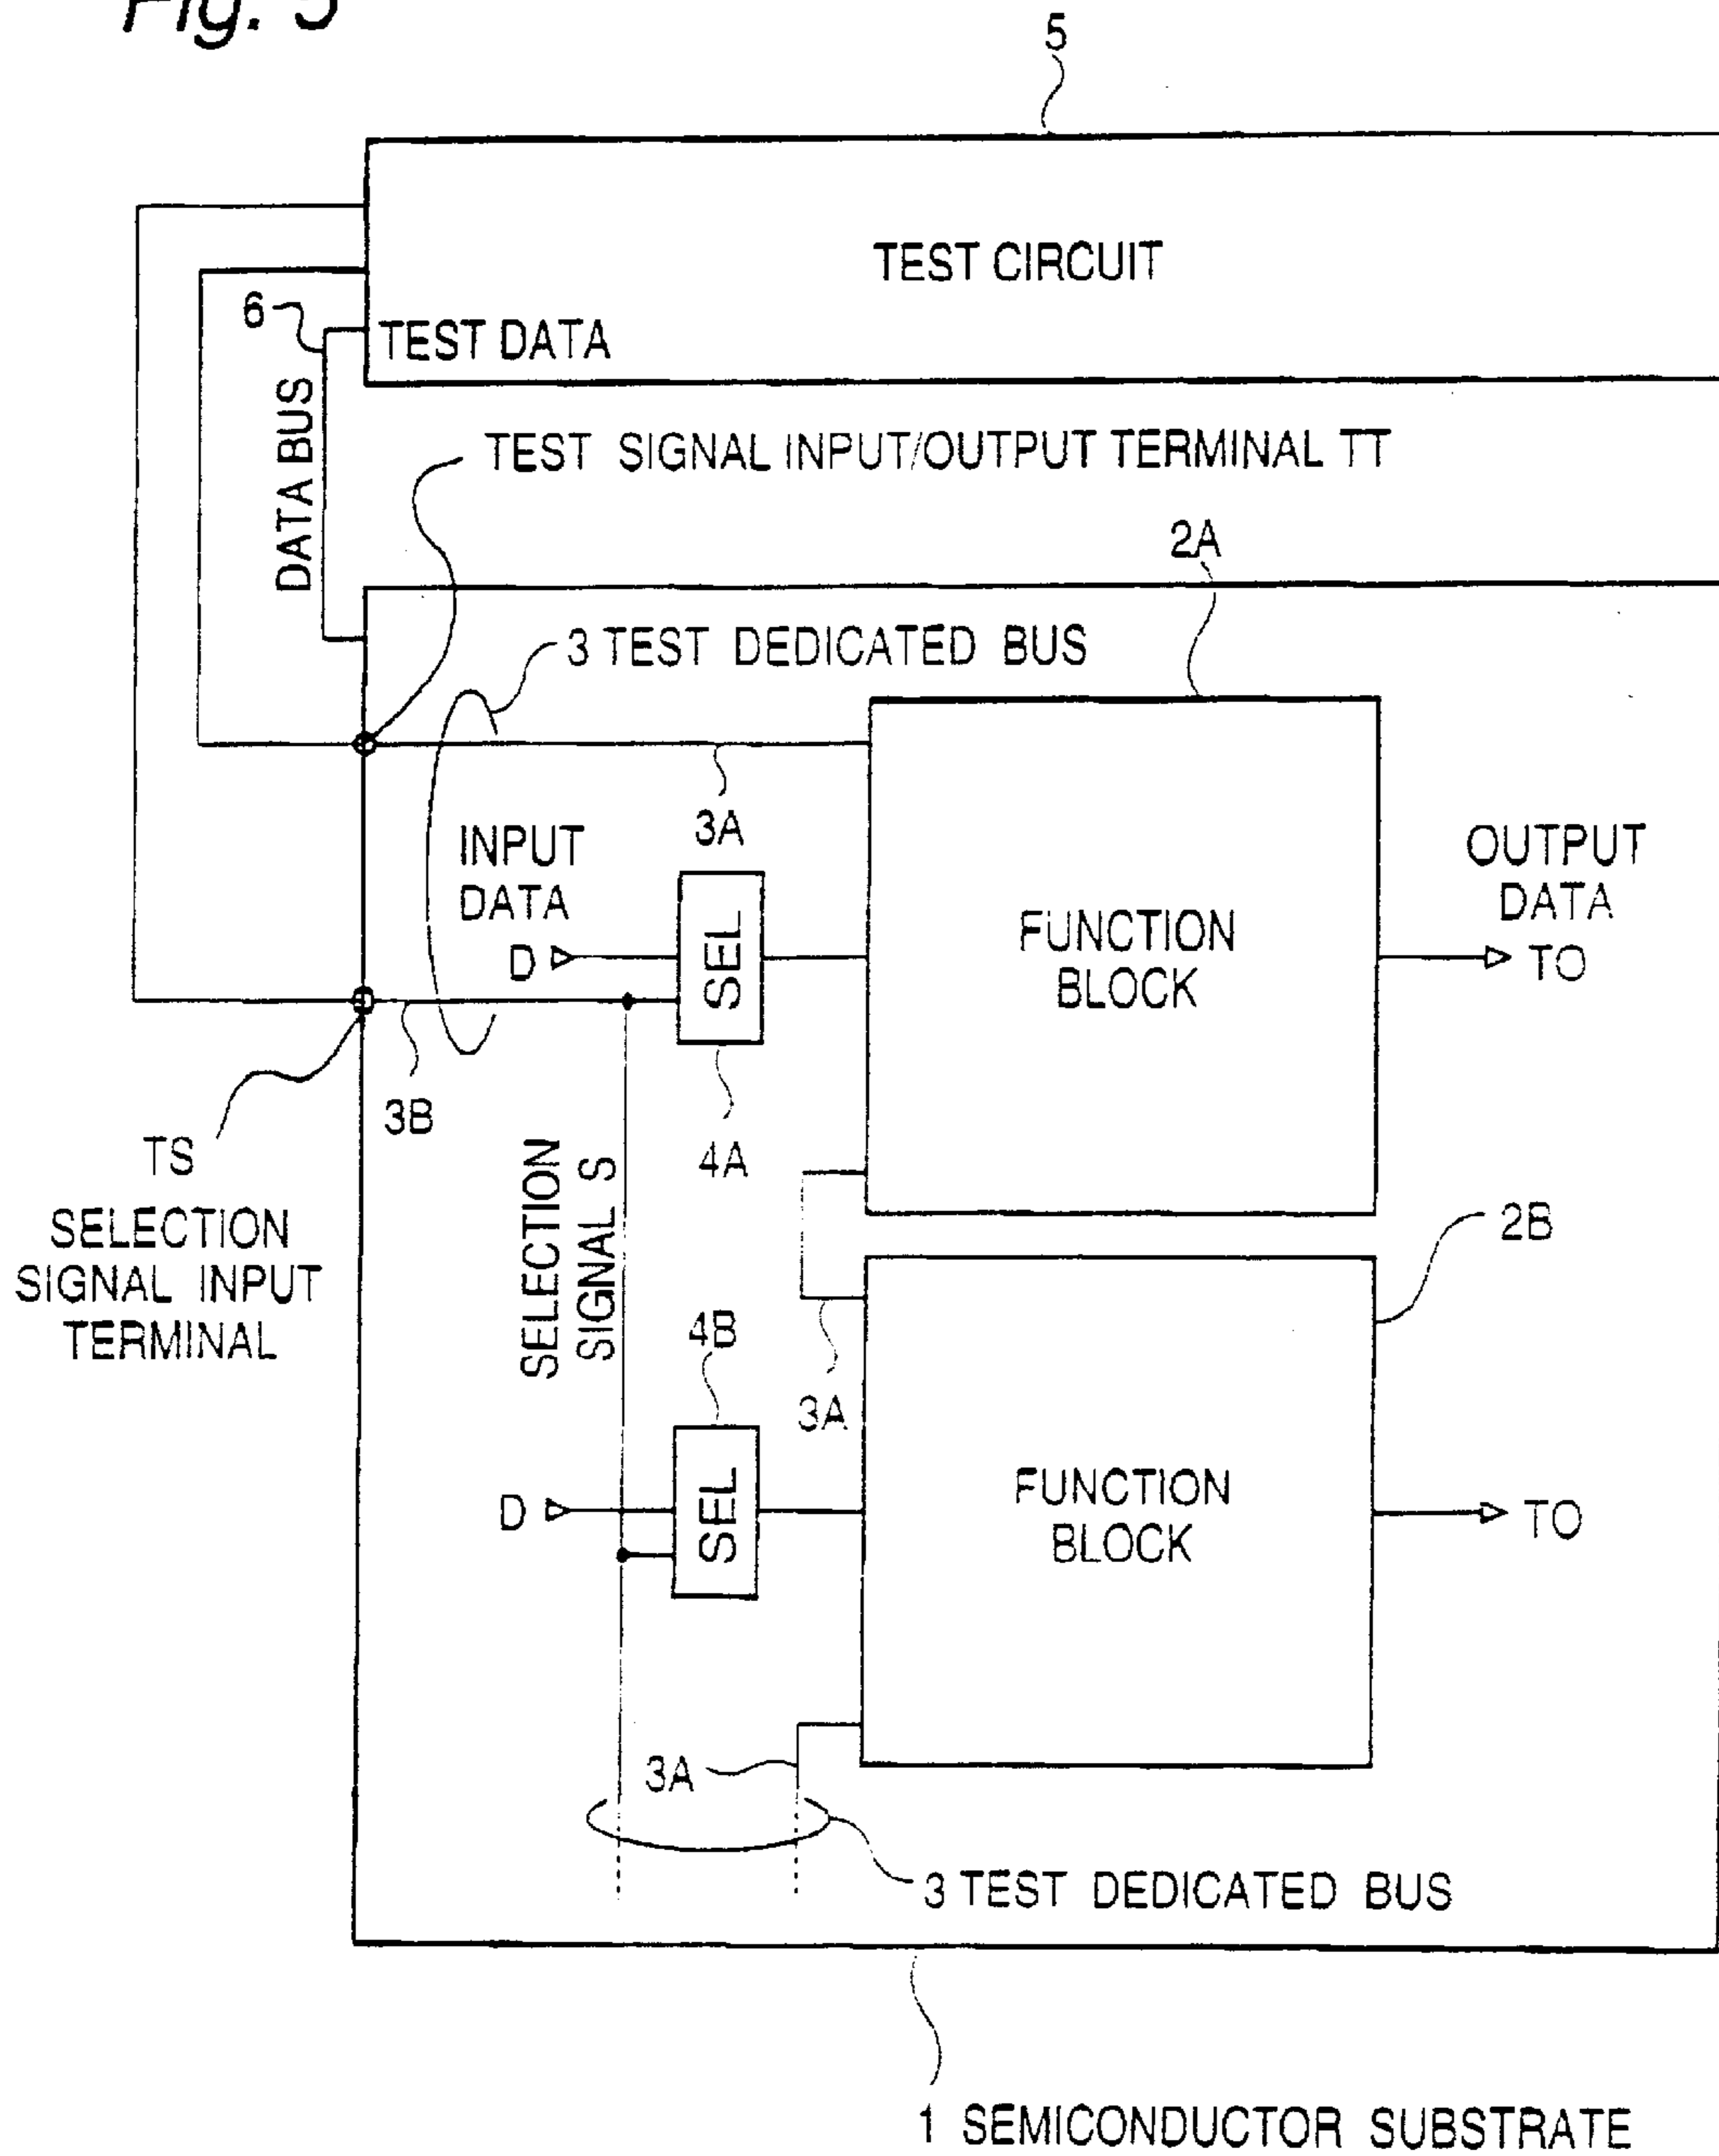 Fig. 5
5
TEST CIRCUIT
6
TEST DATA
DATA BUS
TEST SIGNAL INPUT/OUTPUT TERMINAL TT
2A
3 TEST DEDICATED BUS
3A
INPUT
DATA
OUTPUT
DATA
D
SEL
FUNCTION
BLOCK
TO
3B
4A
TS
SELECTION
SIGNAL INPUT
TERMINAL
SELECTION
SIGNAL S
2B
4B
3A
D
SEL
FUNCTION
BLOCK
TO
3A
3 TEST DEDICATED BUS
1 SEMICONDUCTOR SUBSTRATE